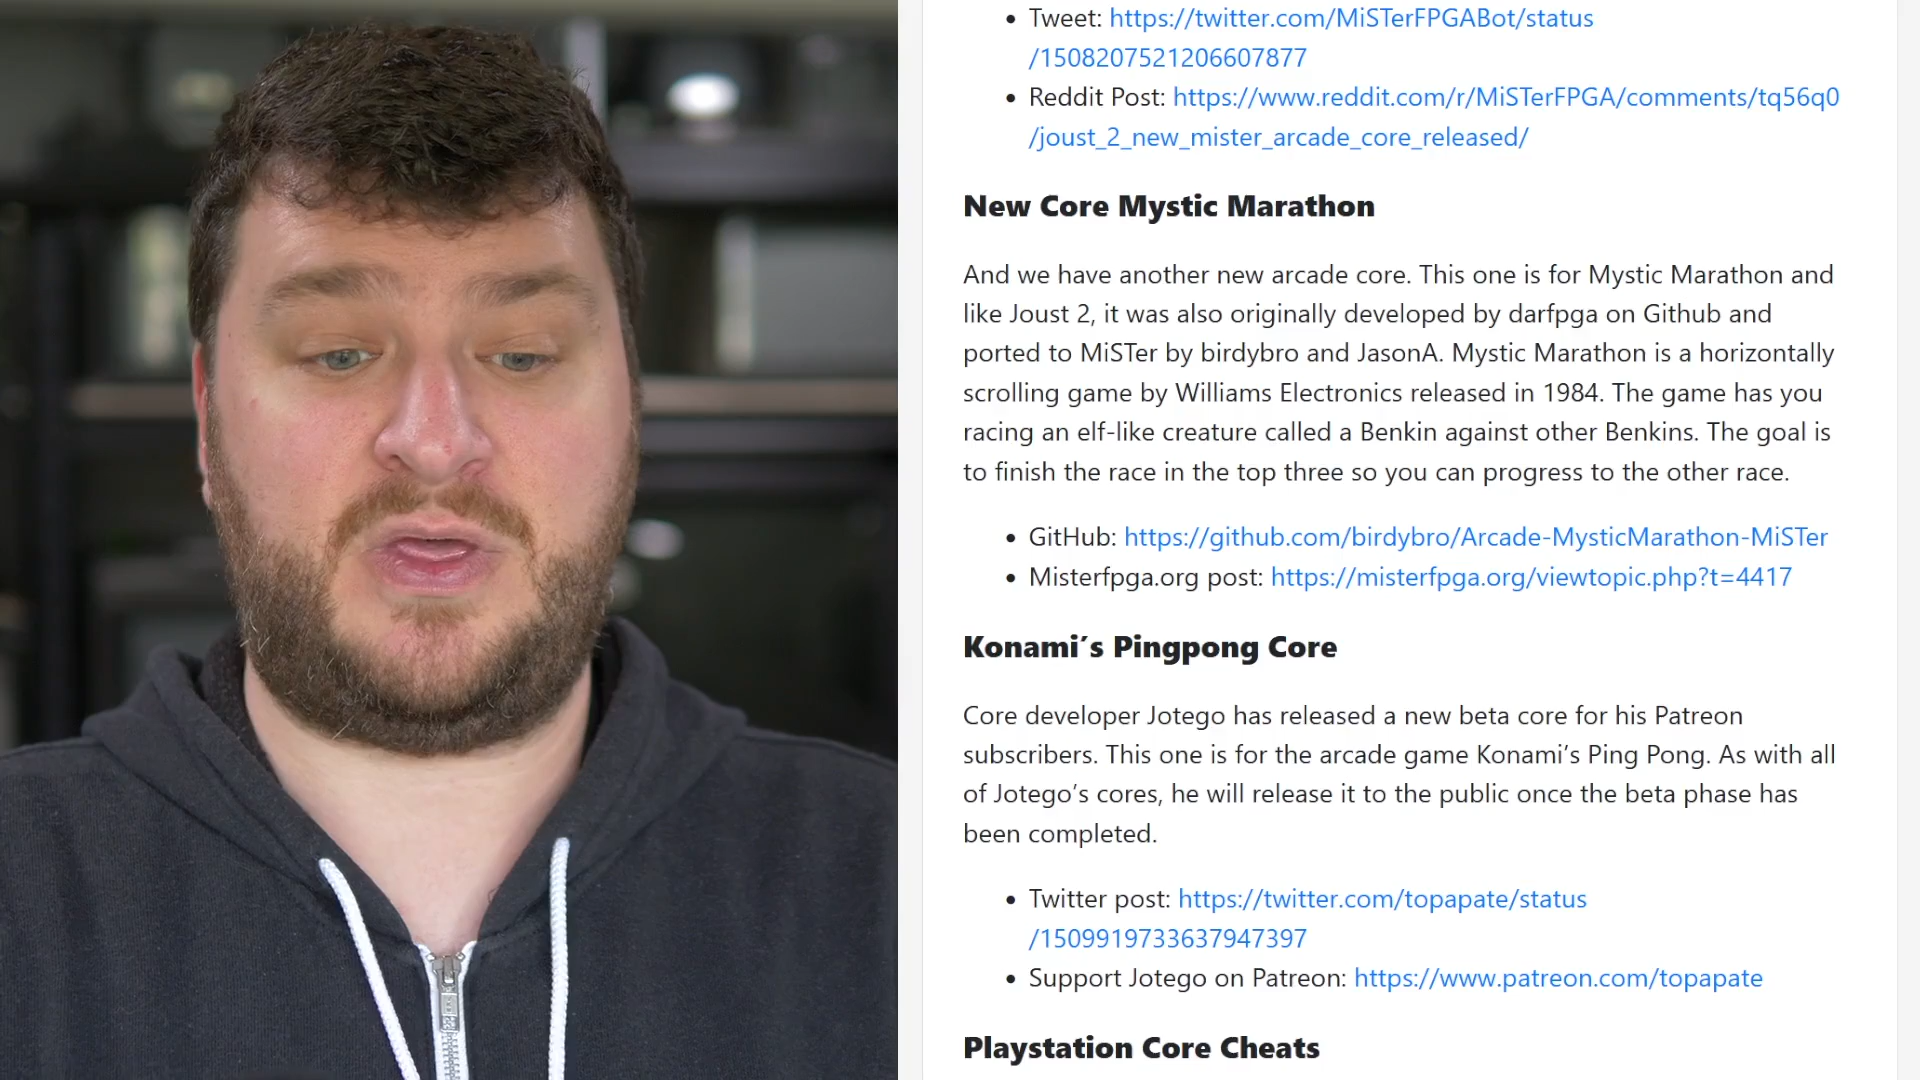 Tweet: https://twitter.com/MiSTerFPGABot/status
/1508207521206607877
Reddit Post: https://www.reddit.com/r/MiSTerFPGA/comments/tq56q0
/joust_2_new_mister_arcade_core_released/
New Core Mystic Marathon
And we have another new arcade core. This one is for Mystic Marathon and
like Joust 2, it was also originally developed by darfpga on Github and
ported to MiSTer by birdybro and JasonA. Mystic Marathon is a horizontally
scrolling game by Williams Electronics released in 1984. The game has you
racing an elf-like creature called a Benkin against other Benkins. The goal is
to finish the race in the top three so you can progress to the other race.
GitHub: https://github.com/birdybro/Arcade-MysticMarathon-MiSTer
Misterfpga.org post: https://misterfpga.org/viewtopic.php?t=4417
Konami´s Pingpong Core
Core developer Jotego has released a new beta core for his Patreon
subscribers. This one is for the arcade game Konami’s Ping Pong. As with all
of Jotego’s cores, he will release it to the public once the beta phase has
been completed.
Twitter post: https://twitter.com/topapate/status
/1509919733637947397
Support Jotego on Patreon: https://www.patreon.com/topapate
Playstation Core Cheats